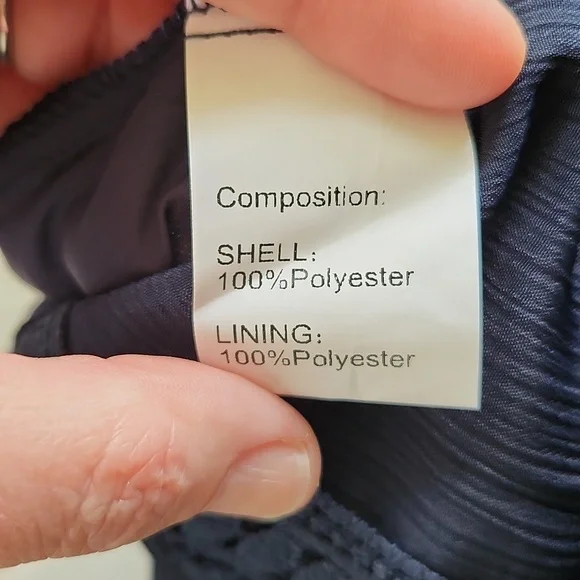 Composition:
SHELL:
100%Polyester
LINING:
100%Polyester